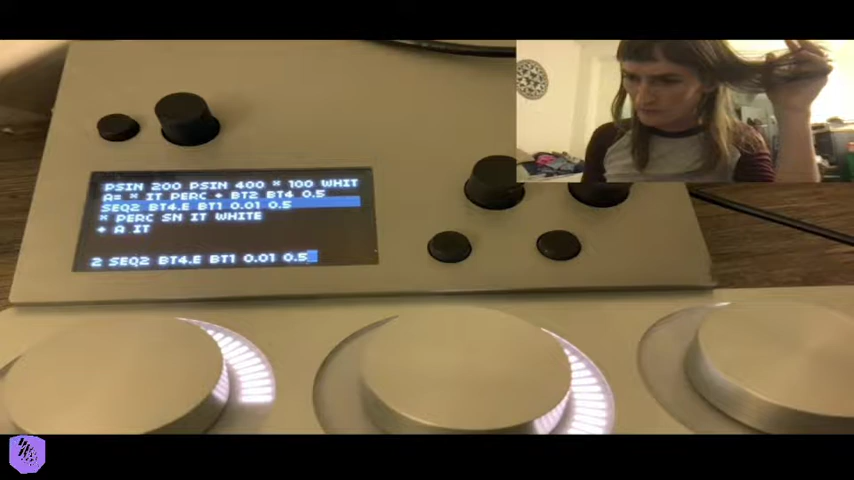 PSIN 200 PSIN 400 × 100 WHIT
A= × IT PERC + BT2 BT4 0.5
SEQ2 BT4.E BT1 0.01 0.5
× PERC SN IT WHITE
+ A IT
2 SEQ2 BT4.E BT1 0.01 0.5